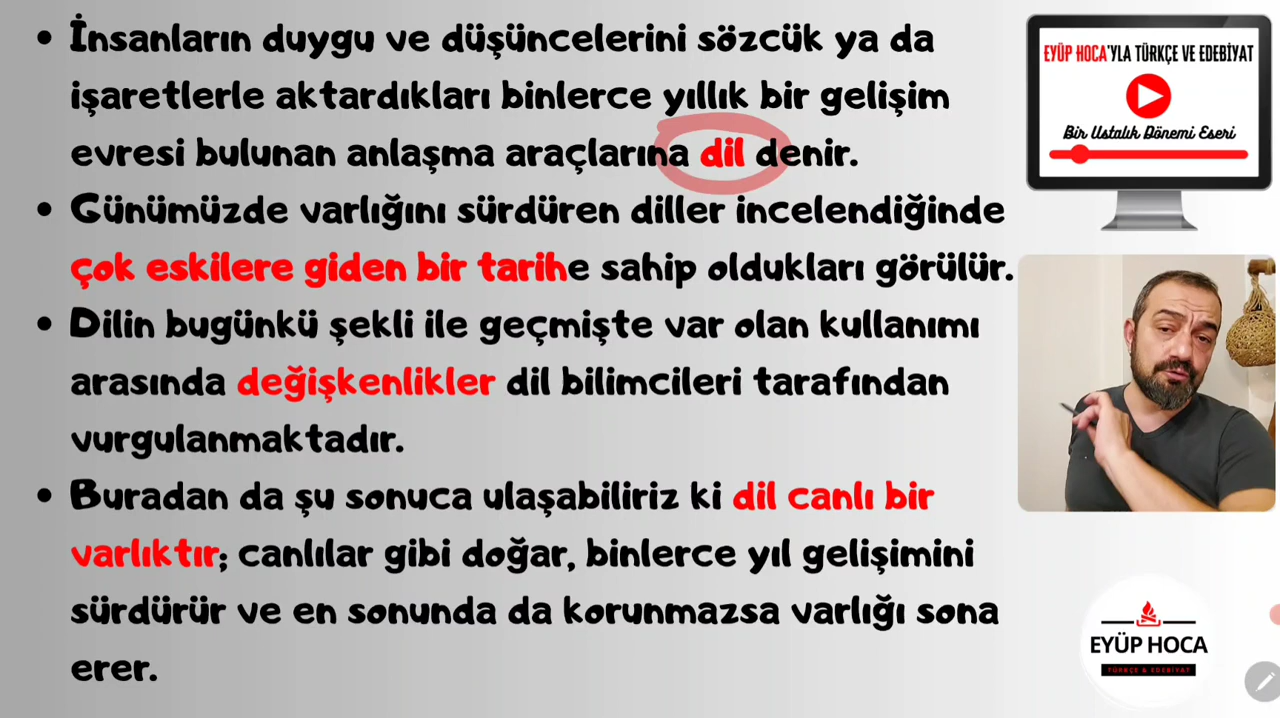 • İnsanların duygu ve düşüncelerini sözcük ya da
işaretlerle aktardıkları binlerce yıllık bir gelişim
evresi bulunan anlaşma araçlarına dil denir.
• Günümüzde varlığını sürdüren diller incelendiğinde
çok eskilere giden bir tarihe sahip oldukları görülür.
• Dilin bugünkü şekli ile geçmişte var olan kullanımı
arasında değişkenlikler dil bilimcileri tarafından
vurgulanmaktadır.
• Buradan da şu sonuca ulaşabiliriz ki dil canlı bir
varlıktır; canlılar gibi doğar, binlerce yıl gelişimini
sürdürür ve en sonunda da korunmazsa varlığı sona
erer.
EYÜP HOCA'YLA TÜRKÇE VE EDEBİYAT
Bir Ustalık Dönemi Eseri
EYÜP HOCA
TÜRKÇE & EDEBİYAT